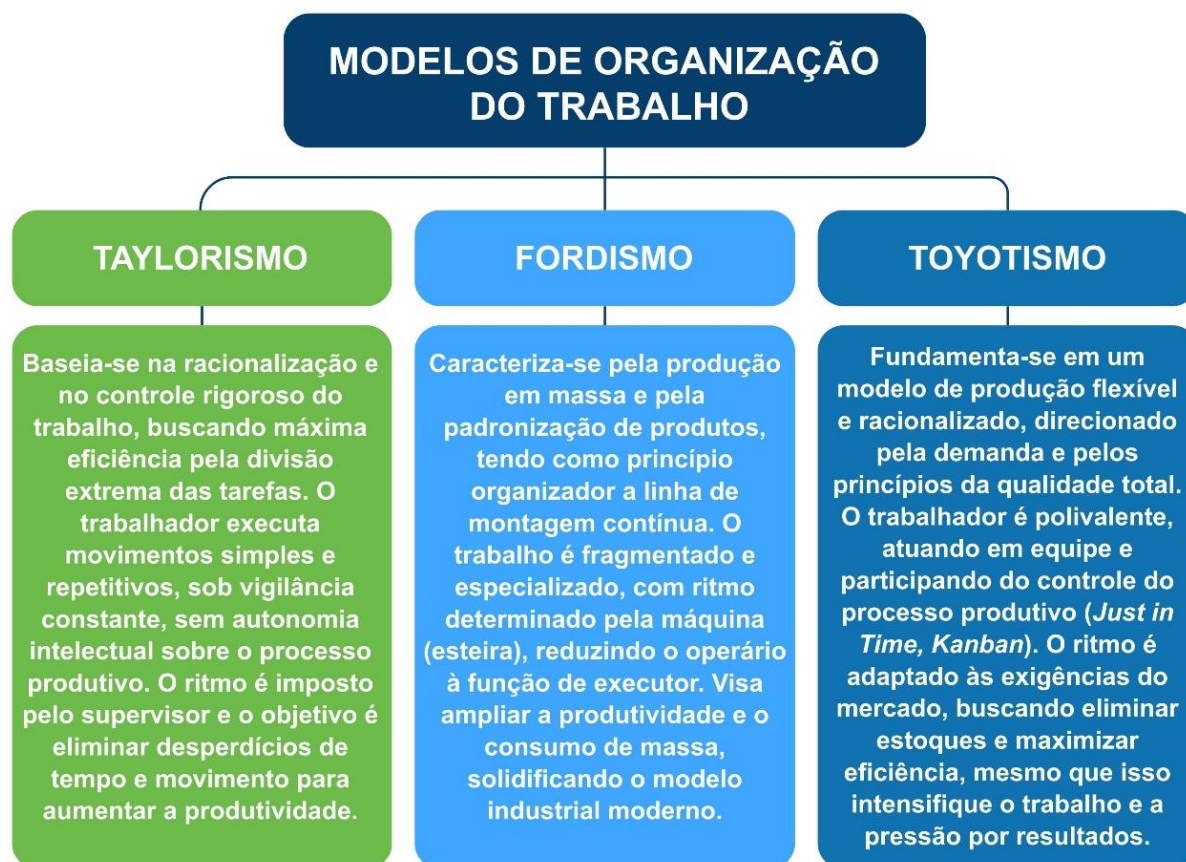 MODELOS DE ORGANIZAÇÃO
DO TRABALHO
TAYLORISMO
Baseia-se na racionalização e
no controle rigoroso do
trabalho, buscando máxima
eficiência pela divisão
extrema das tarefas. O
trabalhador executa
movimentos simples e
repetitivos, sob vigilância
constante, sem autonomia
intelectual sobre o processo
produtivo. O ritmo é imposto
pelo supervisor e o objetivo é
eliminar desperdícios de
tempo e movimento para
aumentar a produtividade.
FORDISMO
Caracteriza-se pela produção
em massa e pela
padronização de produtos,
tendo como princípio
organizador a linha de
montagem contínua. O
trabalho é fragmentado e
especializado, com ritmo
determinado pela máquina
(esteira), reduzindo o operário
à função de executor. Visa
ampliar a produtividade e o
consumo de massa,
solidificando o modelo
industrial moderno.
TOYOTISMO
Fundamenta-se em um
modelo de produção flexível
e racionalizado, direcionado
pela demanda e pelos
princípios da qualidade total.
O trabalhador é polivalente,
atuando em equipe e
participando do controle do
processo produtivo (Just in
Time, Kanban). O ritmo é
adaptado às exigências do
mercado, buscando eliminar
estoques e maximizar
eficiência, mesmo que isso
intensifique o trabalho e a
pressão por resultados.